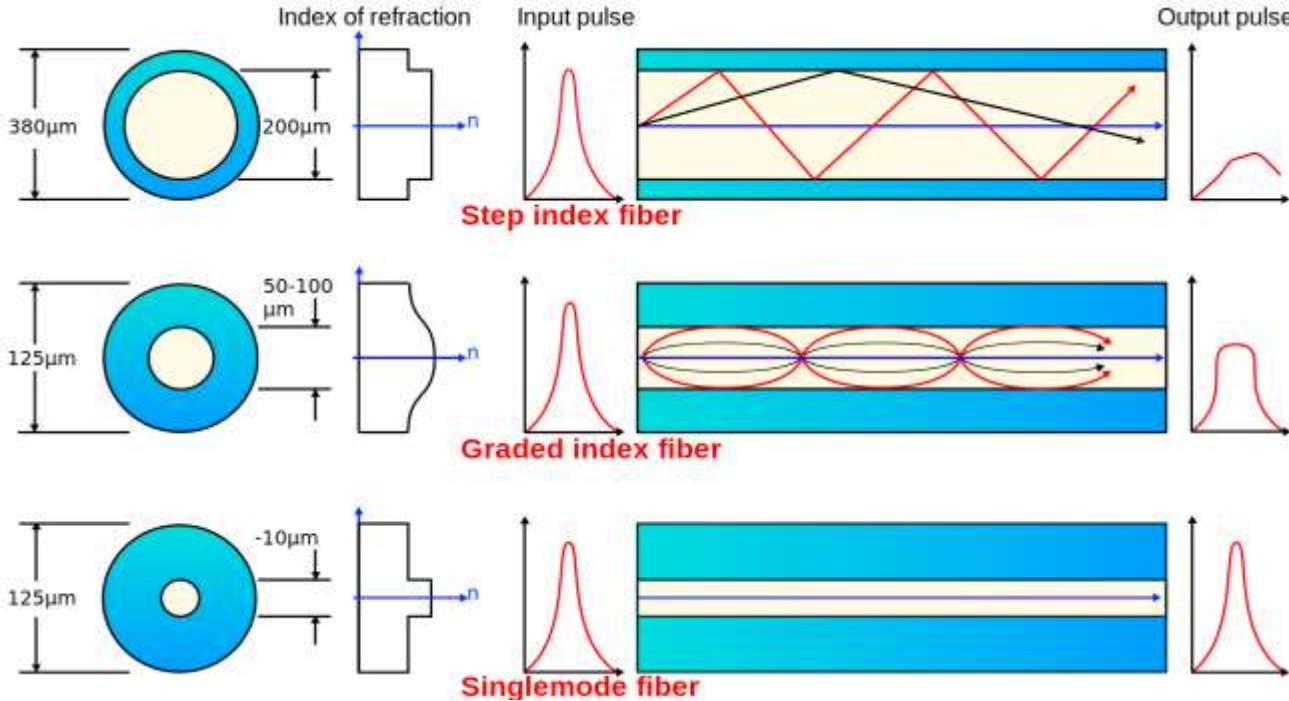 Index of refraction
Input pulse
Output pulse
380µm
200µm
n
Step index fiber
50-100
µm
125µm
n
Graded index fiber
-10µm
125µm
n
Singlemode fiber